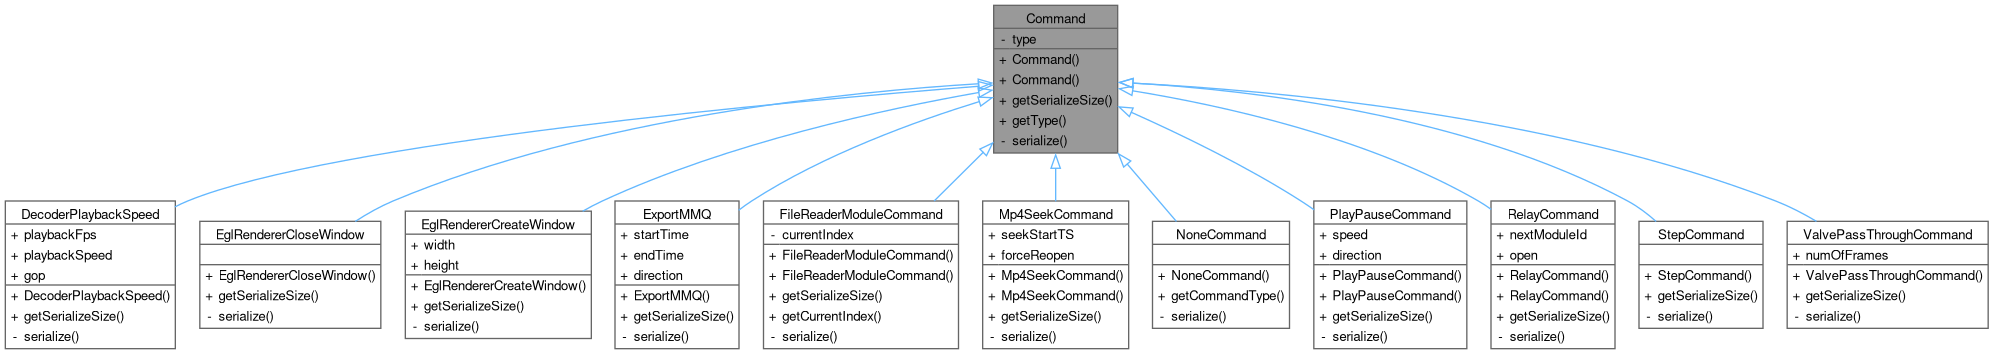 Command
- type
+ Command()
+ Command()
+ getSerializeSize()
+ getType()
- serialize()
DecoderPlaybackSpeed
+ playbackFps
+ playbackSpeed
+ gop
+ DecoderPlaybackSpeed()
+ getSerializeSize()
- serialize()
EglRendererCloseWindow
+ EglRendererCloseWindow()
+ getSerializeSize()
- serialize()
EglRendererCreateWindow
+ width
+ height
+ EglRendererCreateWindow()
+ getSerializeSize()
- serialize()
ExportMMQ
+ startTime
+ endTime
+ direction
+ ExportMMQ()
+ getSerializeSize()
- serialize()
FileReaderModuleCommand
- currentIndex
+ FileReaderModuleCommand()
+ FileReaderModuleCommand()
+ getSerializeSize()
+ getCurrentIndex()
- serialize()
Mp4SeekCommand
+ seekStartTS
+ forceReopen
+ Mp4SeekCommand()
+ Mp4SeekCommand()
+ getSerializeSize()
- serialize()
NoneCommand
+ NoneCommand()
+ getCommandType()
- serialize()
PlayPauseCommand
+ speed
+ direction
+ PlayPauseCommand()
+ PlayPauseCommand()
+ getSerializeSize()
- serialize()
RelayCommand
+ nextModuleId
+ open
+ RelayCommand()
+ RelayCommand()
+ getSerializeSize()
- serialize()
StepCommand
+ StepCommand()
+ getSerializeSize()
- serialize()
ValvePassThroughCommand
+ numOfFrames
+ ValvePassThroughCommand()
+ getSerializeSize()
- serialize()